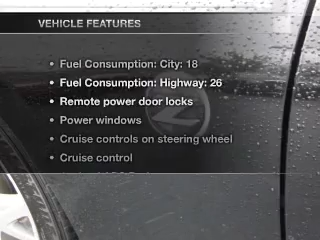 VEHICLE FEATURES
• Fuel Consumption: City: 18
• Fuel Consumption: Highway: 26
• Remote power door locks
• Power windows
• Cruise controls on steering wheel
• Cruise control